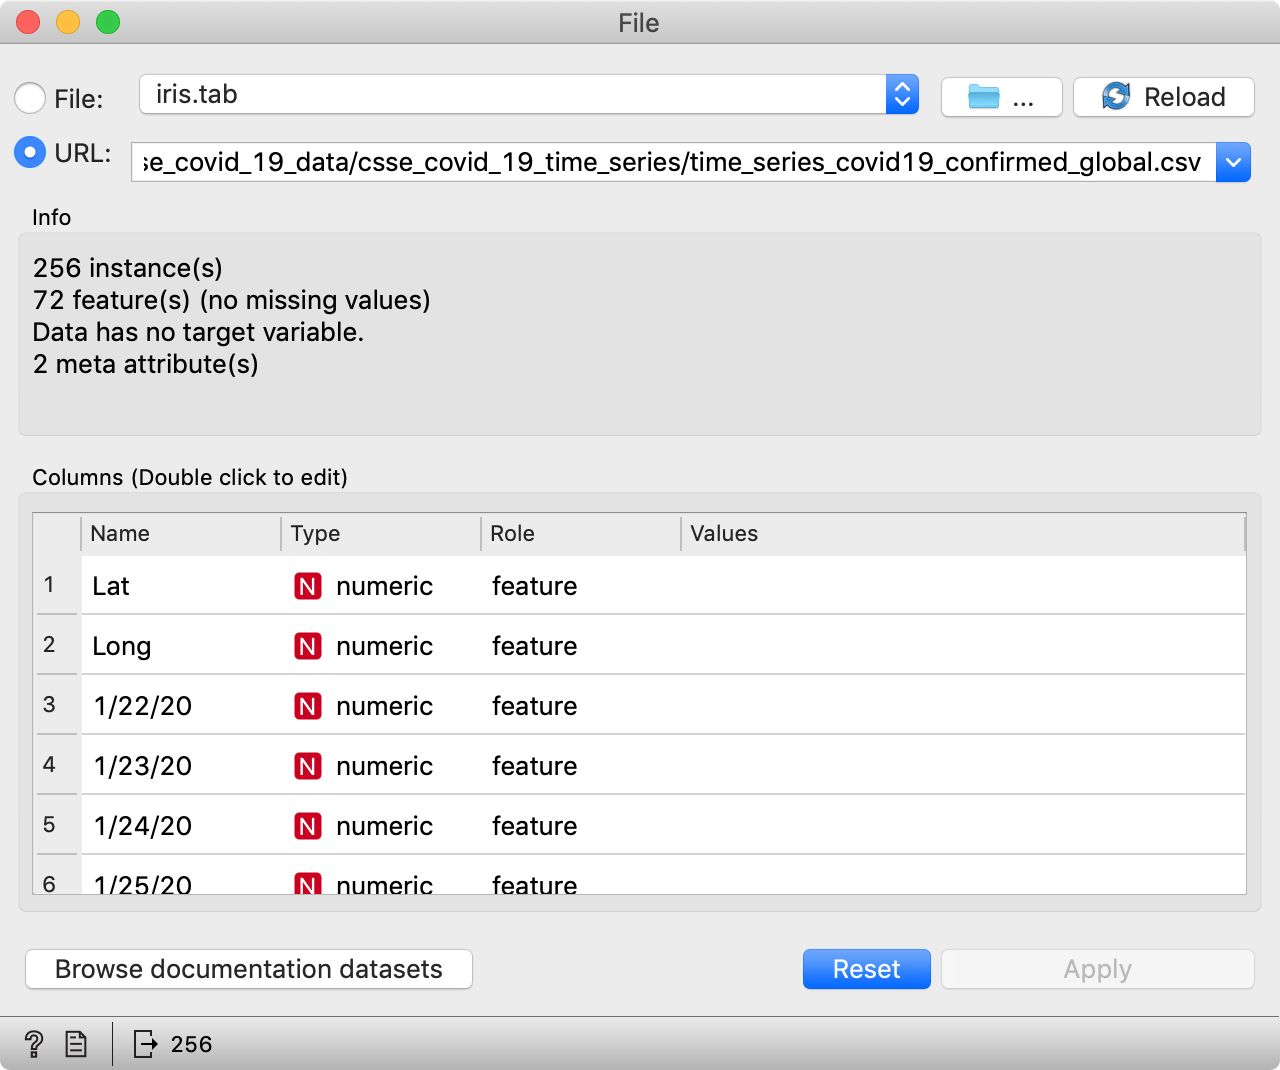 File
File: iris.tab ... Reload
URL: se_covid_19_data/csse_covid_19_time_series/time_series_covid19_confirmed_global.csv
Info
256 instance(s)
72 feature(s) (no missing values)
Data has no target variable.
2 meta attribute(s)
Columns (Double click to edit)
Name Type Role Values
1 Lat N numeric feature
2 Long N numeric feature
3 1/22/20 N numeric feature
4 1/23/20 N numeric feature
5 1/24/20 N numeric feature
6 1/25/20 N numeric feature
Browse documentation datasets Reset Apply
? 256